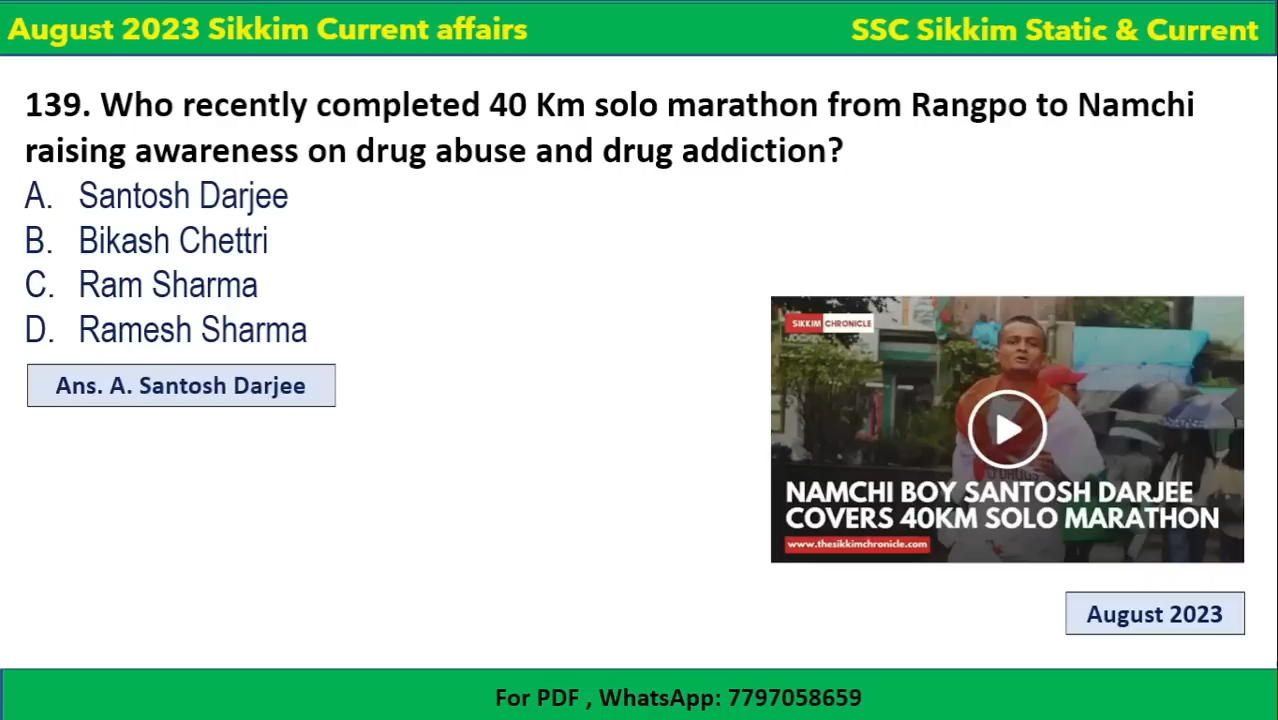 August 2023 Sikkim Current affairs
SSC Sikkim Static & Current
139. Who recently completed 40 Km solo marathon from Rangpo to Namchi
raising awareness on drug abuse and drug addiction?
A. Santosh Darjee
B. Bikash Chettri
C. Ram Sharma
D. Ramesh Sharma
Ans. A. Santosh Darjee
SIKKIM CHRONICLE
JOCKEY
DRUGS
NAMCHI BOY SANTOSH DARJEE
COVERS 40KM SOLO MARATHON
www.thesikkimchronicle.com
August 2023
For PDF , WhatsApp: 7797058659